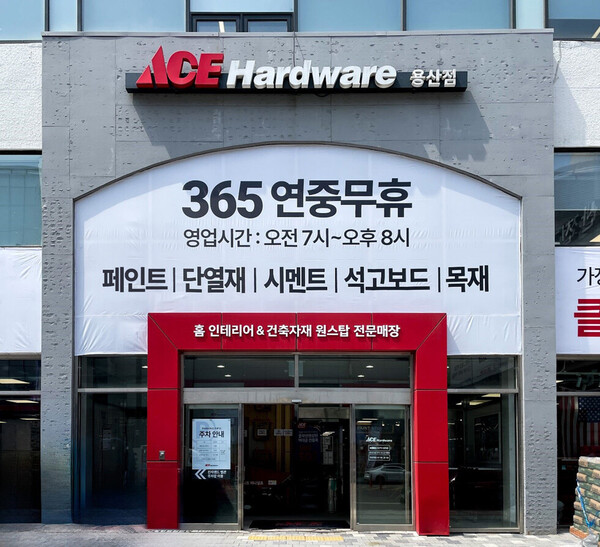 ACE Hardware 용산점
365 연중무휴
영업시간 : 오전 7시~오후 8시
페인트 | 단열재 | 시멘트 | 석고보드 | 목재
홈 인테리어 & 건축자재 원스탑 전문매장
주차 안내
ACE Hardware